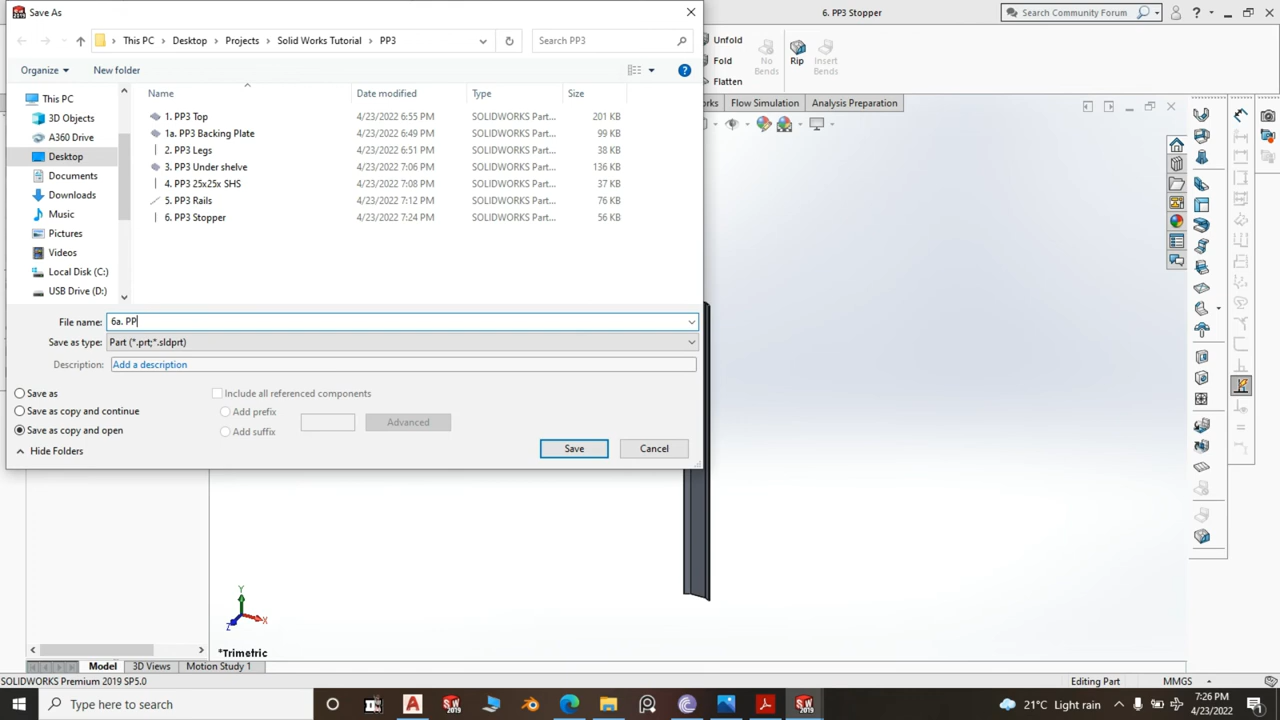 Save As
6. PP3 Stopper
Search Community Forum
This PC > Desktop > Projects > Solid Works Tutorial > PP3
Search PP3
Organize
New folder
Unfold
Fold
Flatten
No Bends
Rip
Insert Bends
Flow Simulation
Analysis Preparation
Name
Date modified
Type
Size
1. PP3 Top 4/23/2022 6:55 PM SOLIDWORKS Part... 201 KB
1a. PP3 Backing Plate 4/23/2022 6:49 PM SOLIDWORKS Part... 99 KB
2. PP3 Legs 4/23/2022 6:51 PM SOLIDWORKS Part... 38 KB
3. PP3 Under shelve 4/23/2022 7:06 PM SOLIDWORKS Part... 136 KB
4. PP3 25x25x SHS 4/23/2022 7:08 PM SOLIDWORKS Part... 37 KB
5. PP3 Rails 4/23/2022 7:12 PM SOLIDWORKS Part... 76 KB
6. PP3 Stopper 4/23/2022 7:24 PM SOLIDWORKS Part... 56 KB
This PC
3D Objects
A360 Drive
Desktop
Documents
Downloads
Music
Pictures
Videos
Local Disk (C:)
USB Drive (D:)
File name: 6a. PP
Save as type: Part (*.prt;*.sldprt)
Description: Add a description
Save as
Save as copy and continue
Save as copy and open
Include all referenced components
Add prefix
Add suffix
Advanced
Hide Folders
Save
Cancel
Y
X
Z
*Trimetric
Model
3D Views
Motion Study 1
SOLIDWORKS Premium 2019 SP5.0
Editing Part
MMGS
Type here to search
21°C Light rain
7:26 PM
4/23/2022